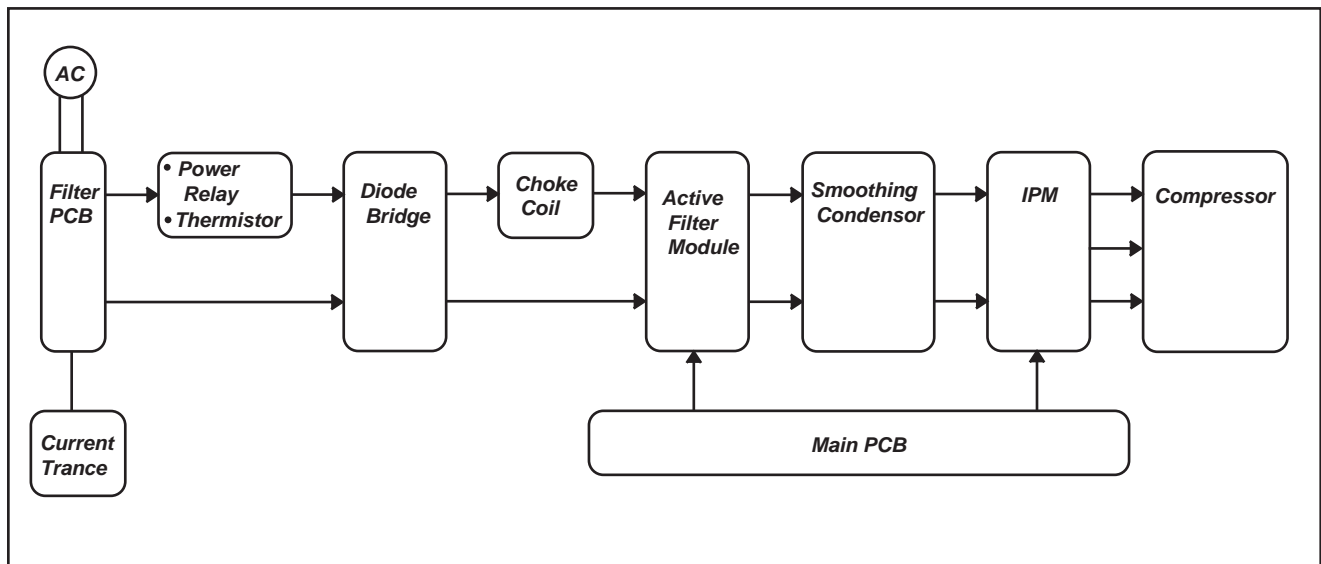 AC
Filter
PCB
• Power
Relay
• Thermistor
Diode
Bridge
Choke
Coil
Active
Filter
Module
Smoothing
Condensor
IPM
Compressor
Current
Trance
Main PCB